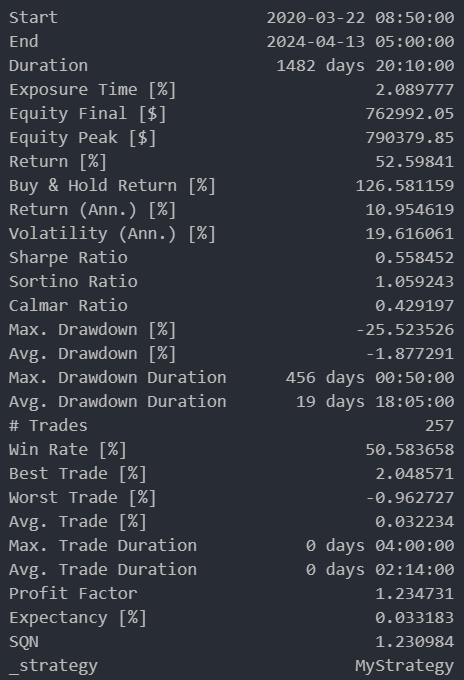 Start 2020-03-22 08:50:00
End 2024-04-13 05:00:00
Duration 1482 days 20:10:00
Exposure Time [%] 2.089777
Equity Final [$] 762992.05
Equity Peak [$] 790379.85
Return [%] 52.59841
Buy & Hold Return [%] 126.581159
Return (Ann.) [%] 10.954619
Volatility (Ann.) [%] 19.616061
Sharpe Ratio 0.558452
Sortino Ratio 1.059243
Calmar Ratio 0.429197
Max. Drawdown [%] -25.523526
Avg. Drawdown [%] -1.877291
Max. Drawdown Duration 456 days 00:50:00
Avg. Drawdown Duration 19 days 18:05:00
# Trades 257
Win Rate [%] 50.583658
Best Trade [%] 2.048571
Worst Trade [%] -0.962727
Avg. Trade [%] 0.032234
Max. Trade Duration 0 days 04:00:00
Avg. Trade Duration 0 days 02:14:00
Profit Factor 1.234731
Expectancy [%] 0.033183
SQN 1.230984
_strategy MyStrategy